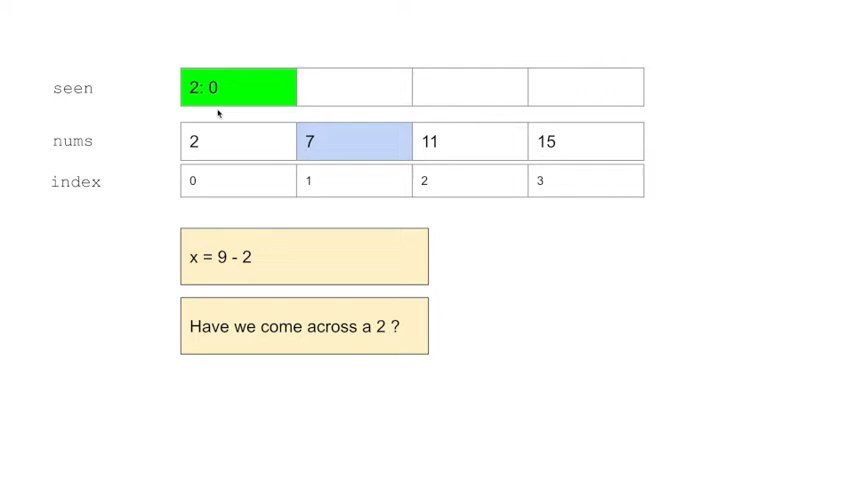 seen 2: 0
nums 2 7 11 15
index 0 1 2 3
x = 9 - 2
Have we come across a 2 ?